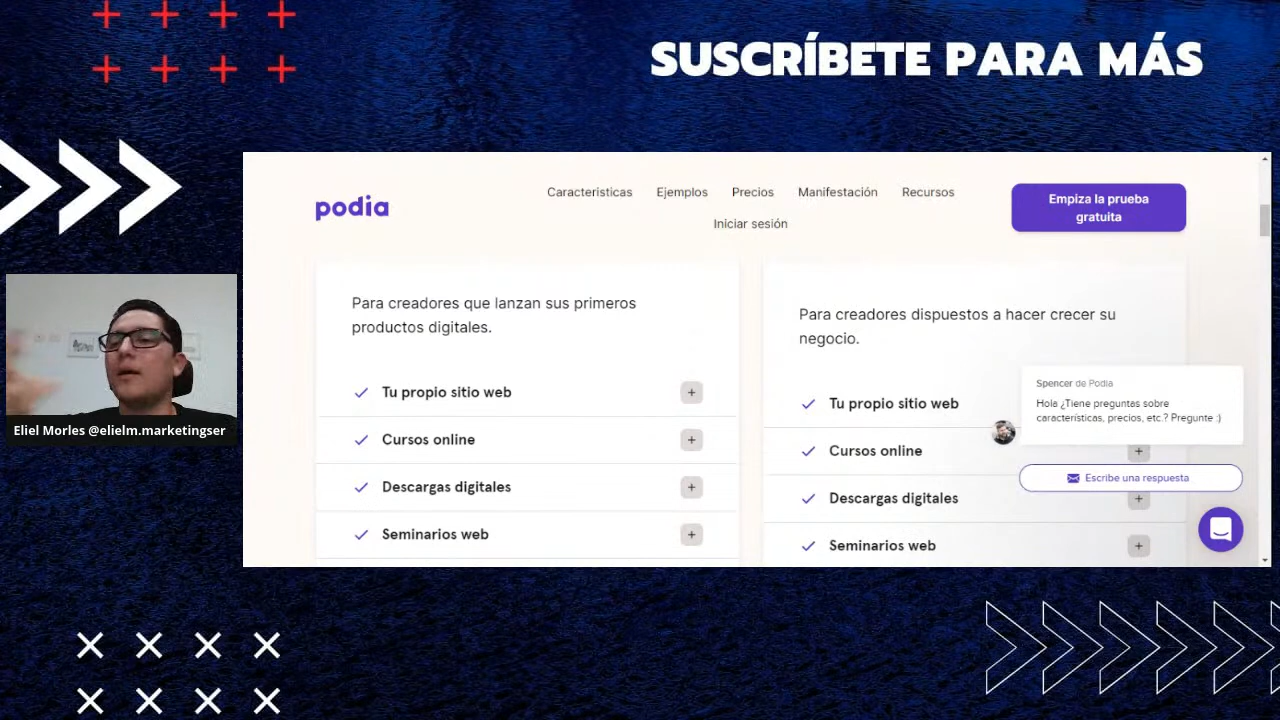 SUSCRÍBETE PARA MÁS
podia
Caracteristicas Ejemplos Precios Manifestación Recursos
Iniciar sesión
Empiza la prueba
gratuita
Para creadores que lanzan sus primeros
productos digitales.
Tu propio sitio web
Cursos online
Descargas digitales
Seminarios web
Para creadores dispuestos a hacer crecer su
negocio.
Tu propio sitio web
Cursos online
Descargas digitales
Seminarios web
Spencer de Podia
Hola ¿Tiene preguntas sobre
características, precios, etc.? Pregunte :)
Escribe una respuesta
Eliel Morles @elielm.marketingser